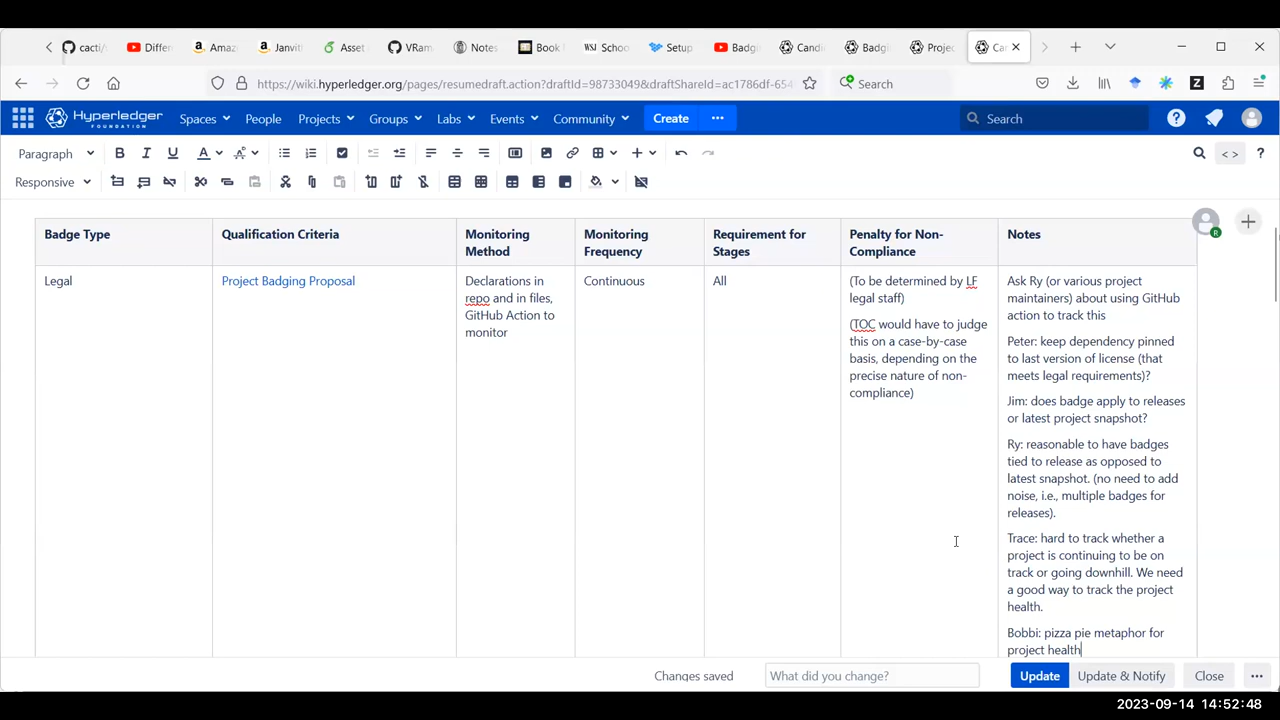 cacti/
Differ
Amaz
Janvit
Asset
VRam
Notes
Book
WSJ Schoo
Setup
Badgi
Candi
Badgi
Projec
Ca
https://wiki.hyperledger.org/pages/resumedraft.action?draftId=98733049&draftShareId=ac1786df-654
Search
Hyperledger
FOUNDATION
Spaces
People
Projects
Groups
Labs
Events
Community
Create
Search
Paragraph
B I U A
Responsive
Badge Type
Qualification Criteria
Monitoring
Method
Monitoring
Frequency
Requirement for
Stages
Penalty for Non-
Compliance
Notes
Legal
Project Badging Proposal
Declarations in
repo and in files,
GitHub Action to
monitor
Continuous
All
(To be determined by LF
legal staff)
(TOC would have to judge
this on a case-by-case
basis, depending on the
precise nature of non-
compliance)
Ask Ry (or various project
maintainers) about using GitHub
action to track this
Peter: keep dependency pinned
to last version of license (that
meets legal requirements)?
Jim: does badge apply to releases
or latest project snapshot?
Ry: reasonable to have badges
tied to release as opposed to
latest snapshot. (no need to add
noise, i.e., multiple badges for
releases).
Trace: hard to track whether a
project is continuing to be on
track or going downhill. We need
a good way to track the project
health.
Bobbi: pizza pie metaphor for
project health
Changes saved
What did you change?
Update
Update & Notify
Close
2023-09-14 14:52:48